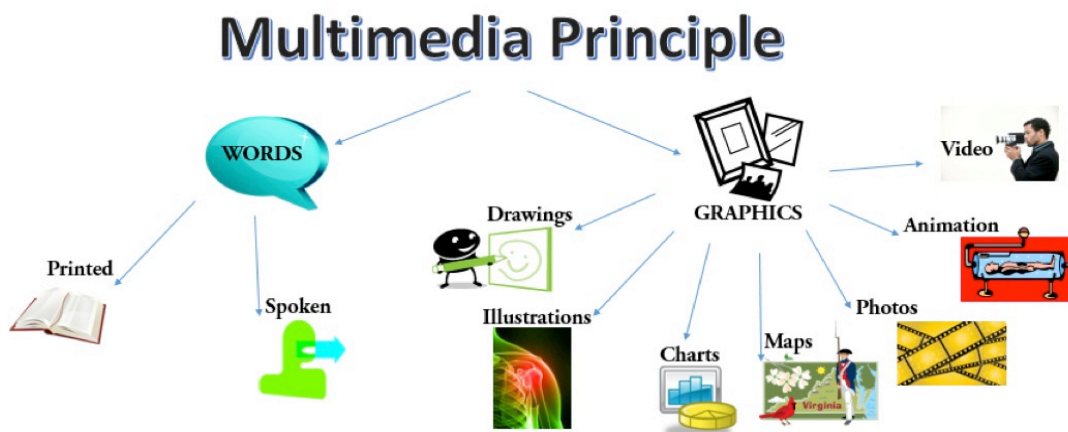 Multimedia Principle
WORDS
Printed
Spoken
GRAPHICS
Drawings
Illustrations
Charts
Maps
Virginia
Photos
Animation
Video